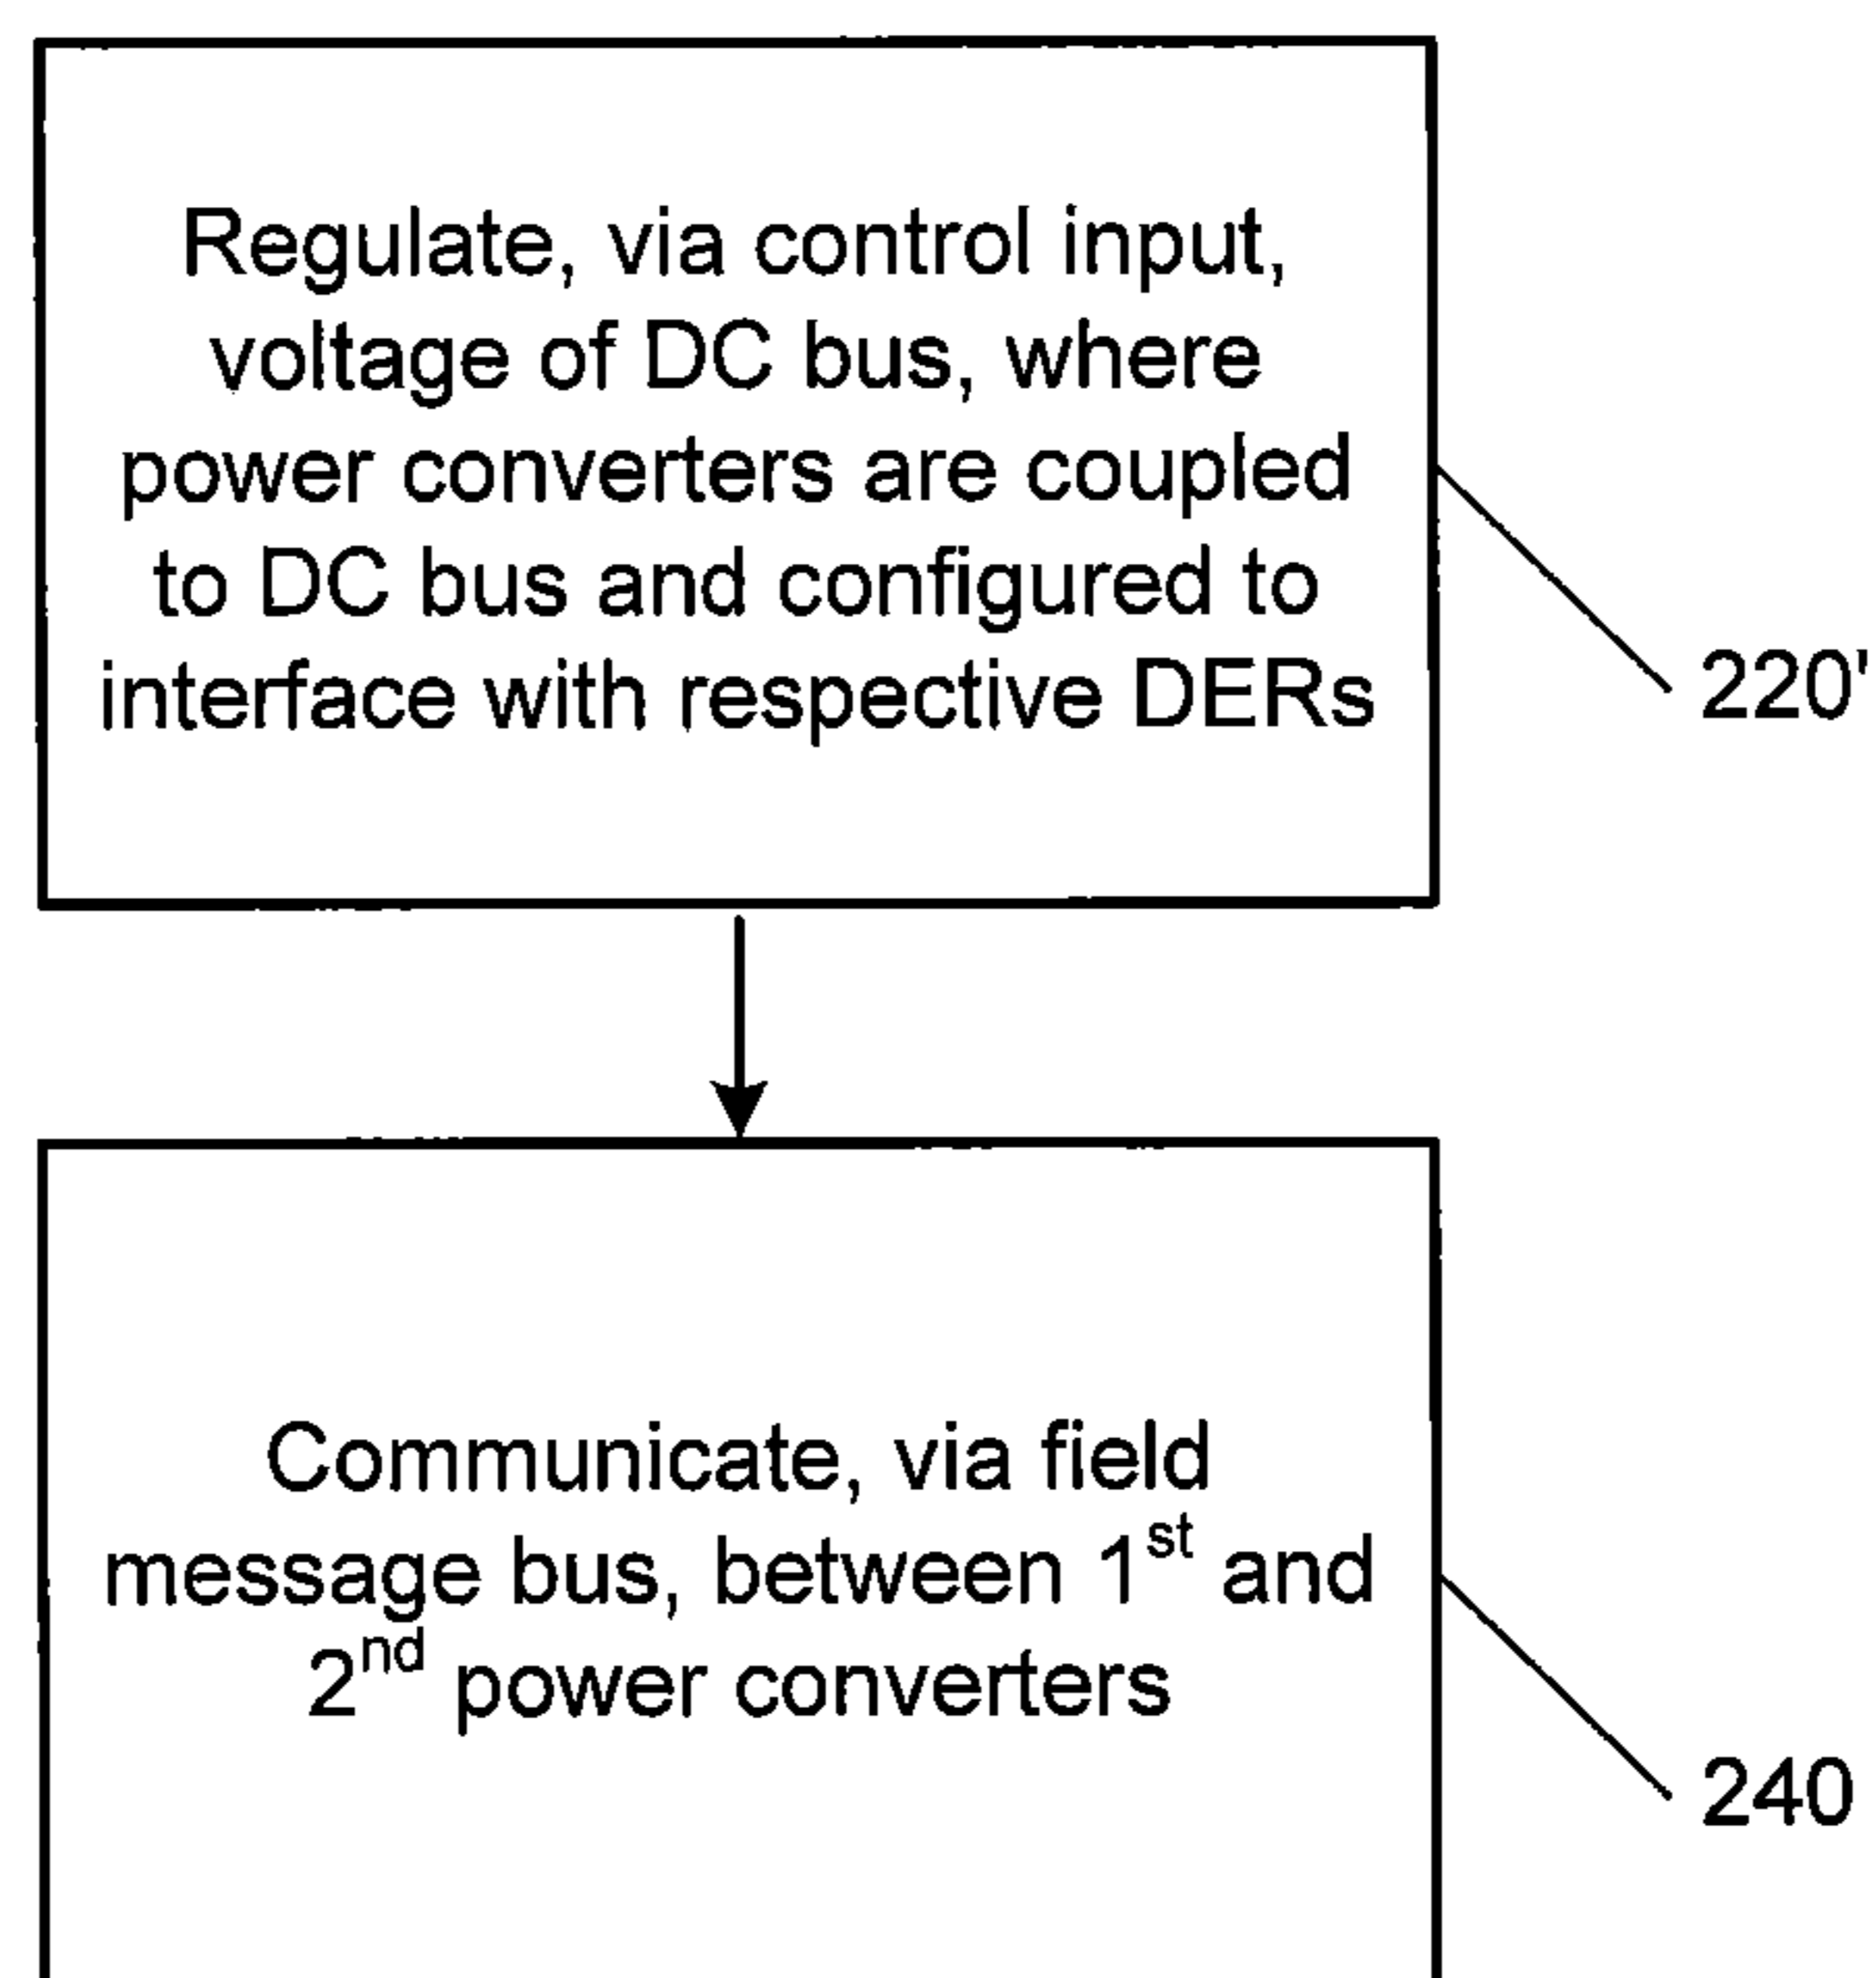 Regulate, via control input,
voltage of DC bus, where
power converters are coupled
to DC bus and configured to
interface with respective DERs
220'
Communicate, via field
message bus, between 1st and
2nd power converters
240